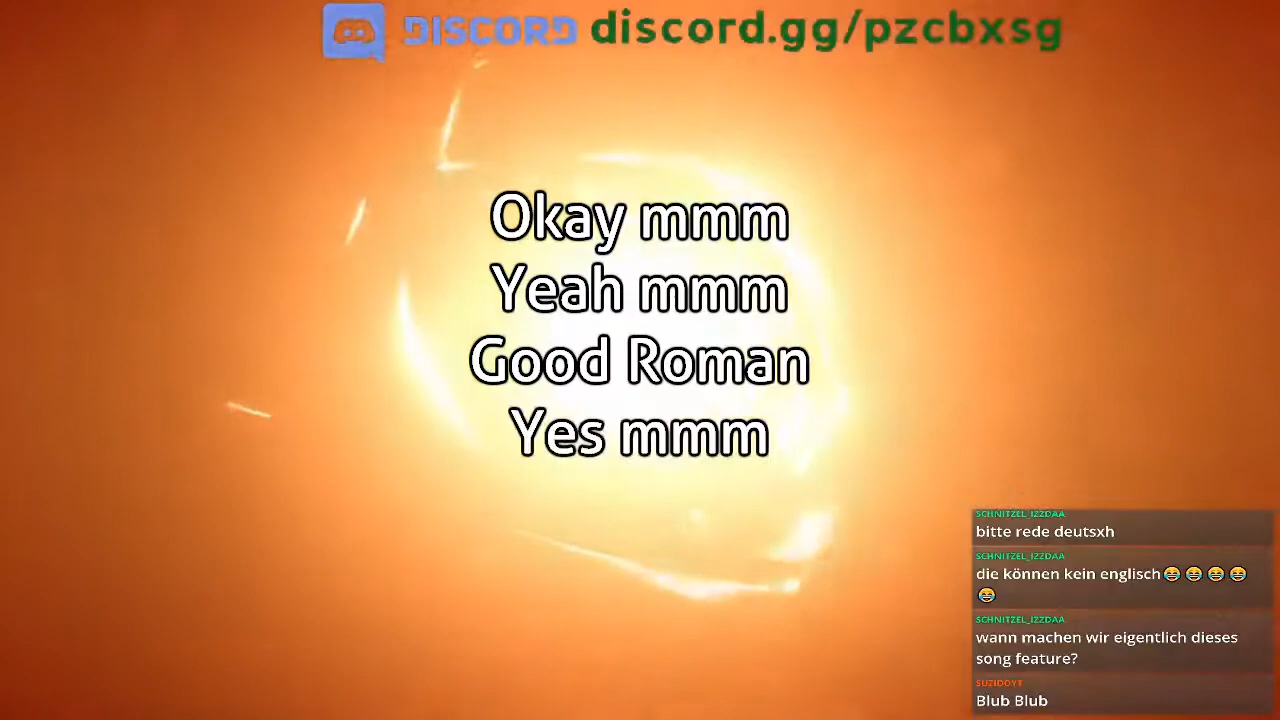 DISCORD discord.gg/pzcbxsg
Okay mmm
Yeah mmm
Good Roman
Yes mmm
SCHNITZEL_IZZDAA
bitte rede deutsxh
SCHNITZEL_IZZDAA
die können kein englisch😂😂😂😂
😂
SCHNITZEL_IZZDAA
wann machen wir eigentlich dieses
song feature?
SUZIDOYT
Blub Blub